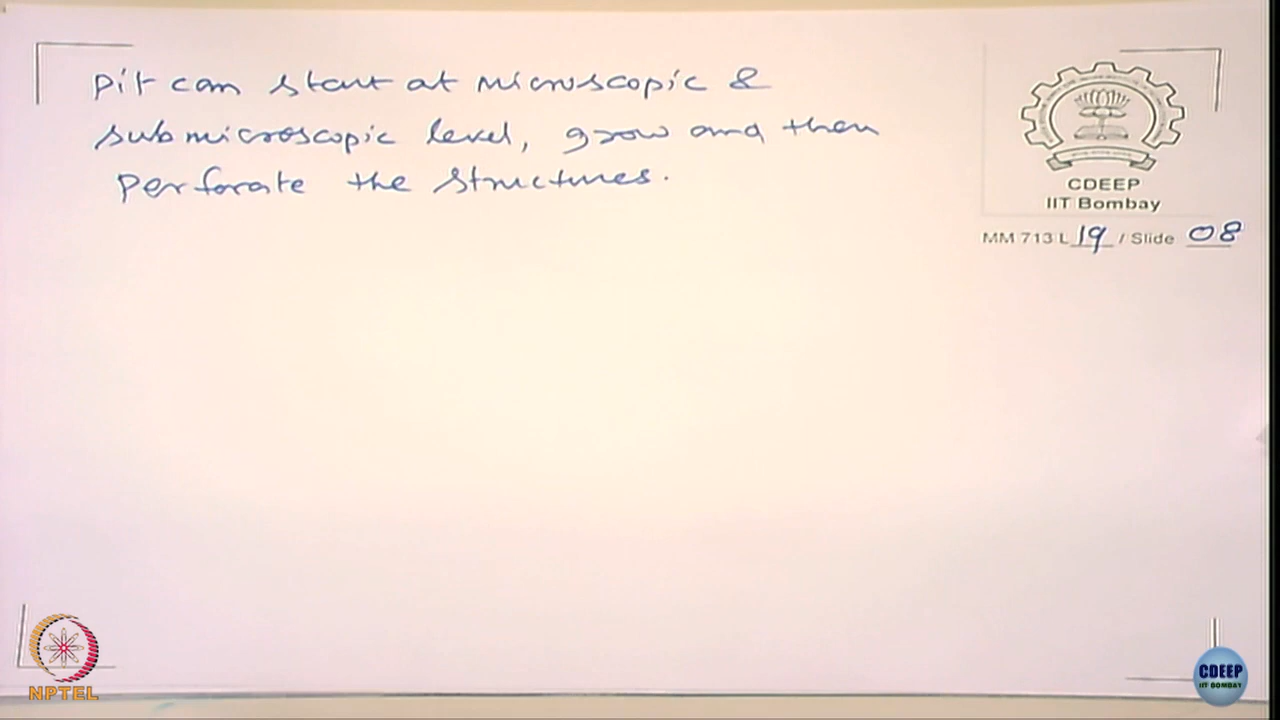 pit can start at microscopic &
submicroscopic level, grow and then
perforate the structures.
CDEEP
IIT Bombay
MM 713 L 19 / Slide 08
NPTEL
CDEEP
IIT BOMBAY